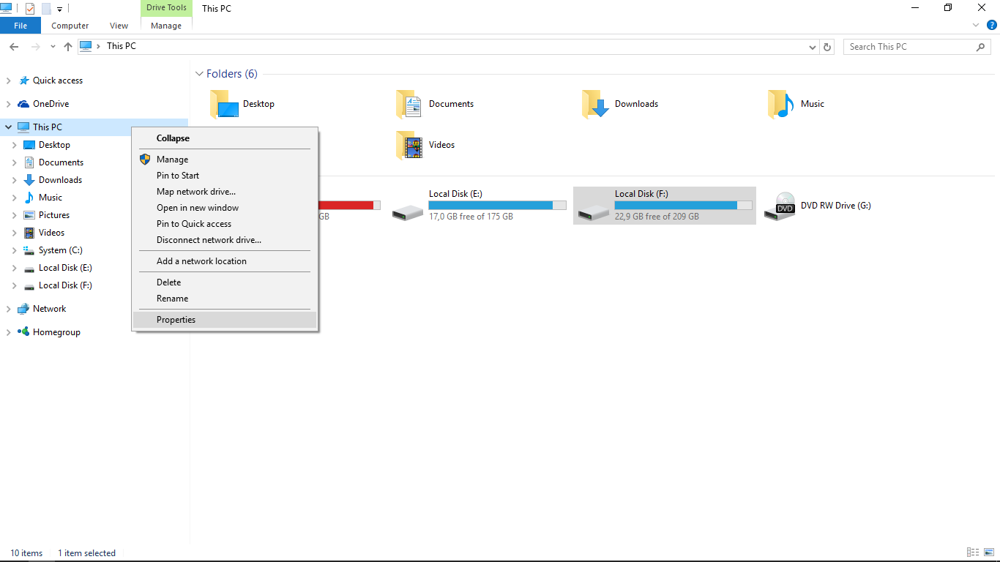 Drive Tools
This PC
File
Computer
View
Manage
This PC
Search This PC
Quick access
OneDrive
This PC
Desktop
Documents
Downloads
Music
Pictures
Videos
System (C:)
Local Disk (E:)
Local Disk (F:)
Network
Homegroup
Collapse
Manage
Pin to Start
Map network drive...
Open in new window
Pin to Quick access
Disconnect network drive...
Add a network location
Delete
Rename
Properties
Folders (6)
Desktop
Documents
Downloads
Music
Videos
GB
Local Disk (E:)
17,0 GB free of 175 GB
Local Disk (F:)
22,9 GB free of 209 GB
DVD
DVD RW Drive (G:)
10 items
1 item selected